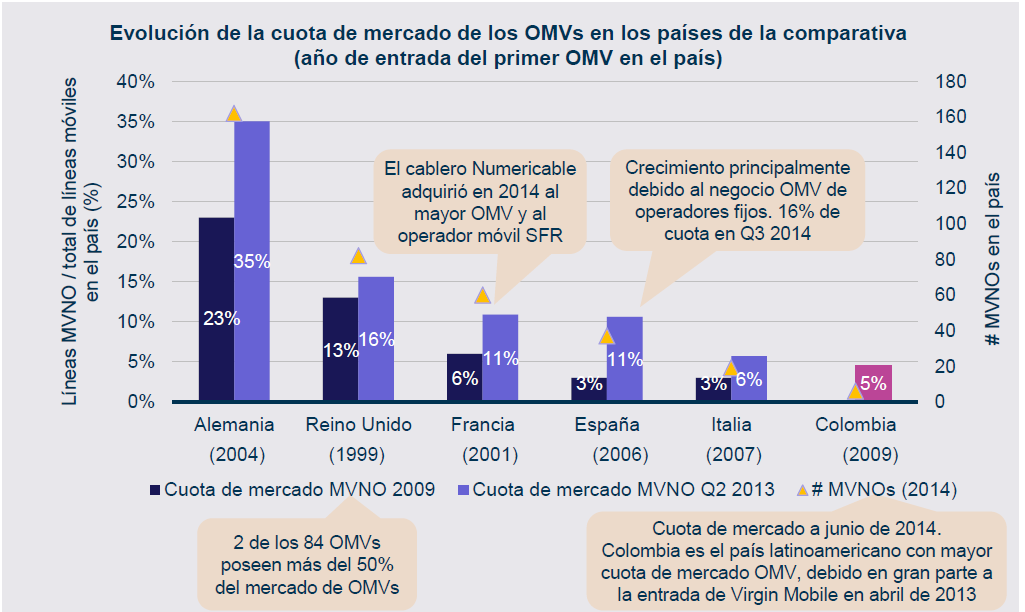 Evolución de la cuota de mercado de los OMVs en los países de la comparativa
(año de entrada del primer OMV en el país)
Líneas MVNO / total de líneas móviles
en el país (%)
40%
35%
30%
25%
20%
15%
10%
5%
0%
180
160
140
120
100
80
60
40
20
0
# MVNOs en el país
El cablero Numericable
adquirió en 2014 al
mayor OMV y al
operador móvil SFR
Crecimiento principalmente
debido al negocio OMV de
operadores fijos. 16% de
cuota en Q3 2014
23%
35%
13%
16%
6%
11%
3%
11%
3%
6%
5%
Alemania
(2004)
Reino Unido
(1999)
Francia
(2001)
España
(2006)
Italia
(2007)
Colombia
(2009)
Cuota de mercado MVNO 2009
Cuota de mercado MVNO Q2 2013
# MVNOs (2014)
2 de los 84 OMVs
poseen más del 50%
del mercado de OMVs
Cuota de mercado a junio de 2014.
Colombia es el país latinoamericano con mayor
cuota de mercado OMV, debido en gran parte a
la entrada de Virgin Mobile en abril de 2013